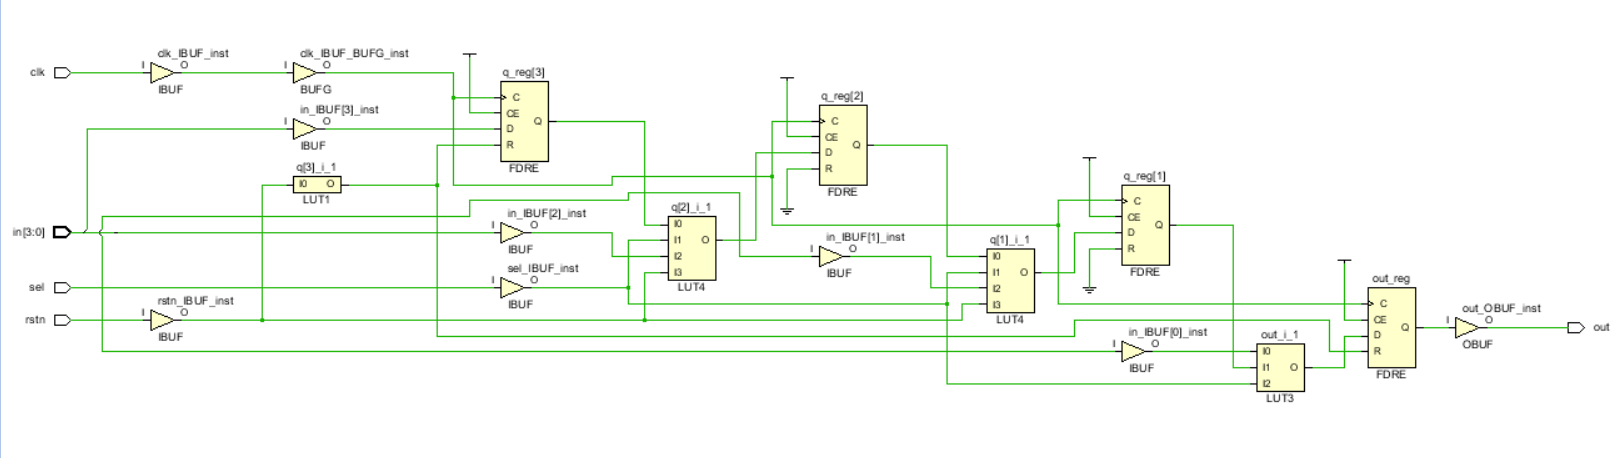 clk
I
clk_IBUF_inst
O
IBUF
I
clk_IBUF_BUFG_inst
O
BUFG
I
in_IBUF[3]_inst
O
IBUF
q[3]_i_1
I0 O
LUT1
q_reg[3]
C
CE
D
R
Q
FDRE
in[3:0]
I
in_IBUF[2]_inst
O
IBUF
sel
I
sel_IBUF_inst
O
IBUF
rstn
I
rstn_IBUF_inst
O
IBUF
q[2]_i_1
I0
I1
I2
I3
O
LUT4
q_reg[2]
C
CE
D
R
Q
FDRE
I
in_IBUF[1]_inst
O
IBUF
q[1]_i_1
I0
I1
I2
I3
O
LUT4
q_reg[1]
C
CE
D
R
Q
FDRE
I
in_IBUF[0]_inst
O
IBUF
out_i_1
I0
I1
I2
O
LUT3
out_reg
C
CE
D
R
Q
FDRE
I
out_OBUF_inst
O
OBUF
out